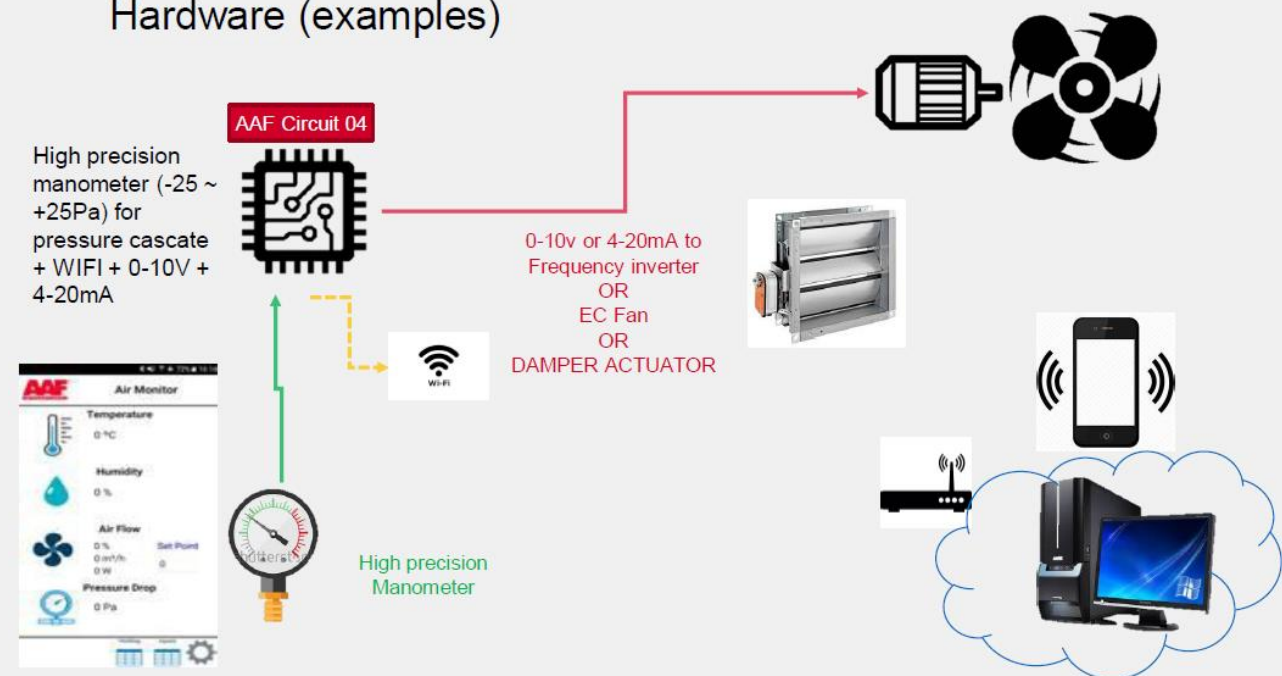 Hardware (examples)
AAF Circuit 04
High precision
manometer (-25 ~
+25Pa) for
pressure cascate
+ WIFI + 0-10V +
4-20mA
0-10v or 4-20mA to
Frequency inverter
OR
EC Fan
OR
DAMPER ACTUATOR
Wi-Fi
AAF
Air Monitor
Temperature
0 °C
Humidity
0 %
Air Flow
0 %
Set Point
0 m³/h
0
0 W
Pressure Drop
0 Pa
High precision
Manometer